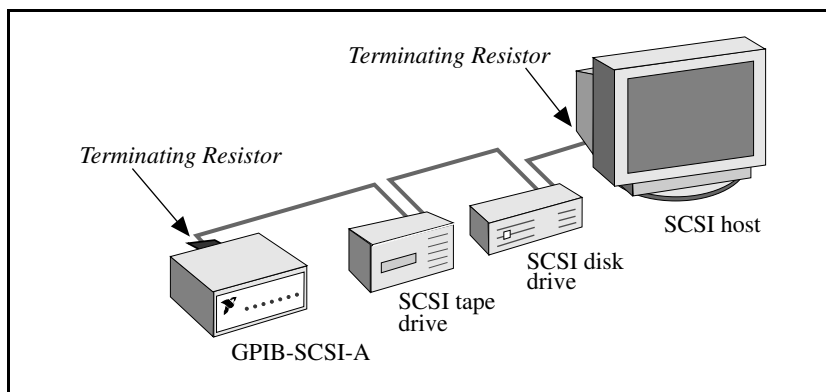 Terminating Resistor
Terminating Resistor
SCSI host
SCSI disk
drive
SCSI tape
drive
GPIB-SCSI-A